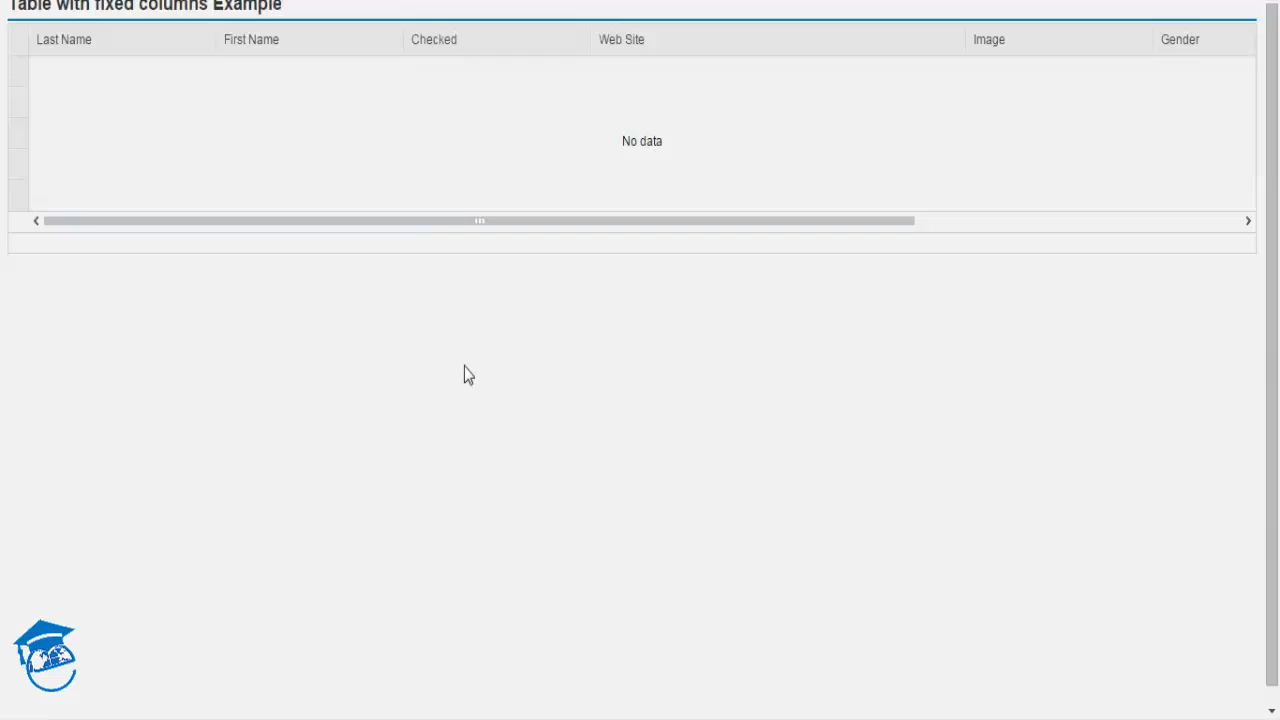 Table with fixed columns Example
Last Name First Name Checked Web Site Image Gender
No data